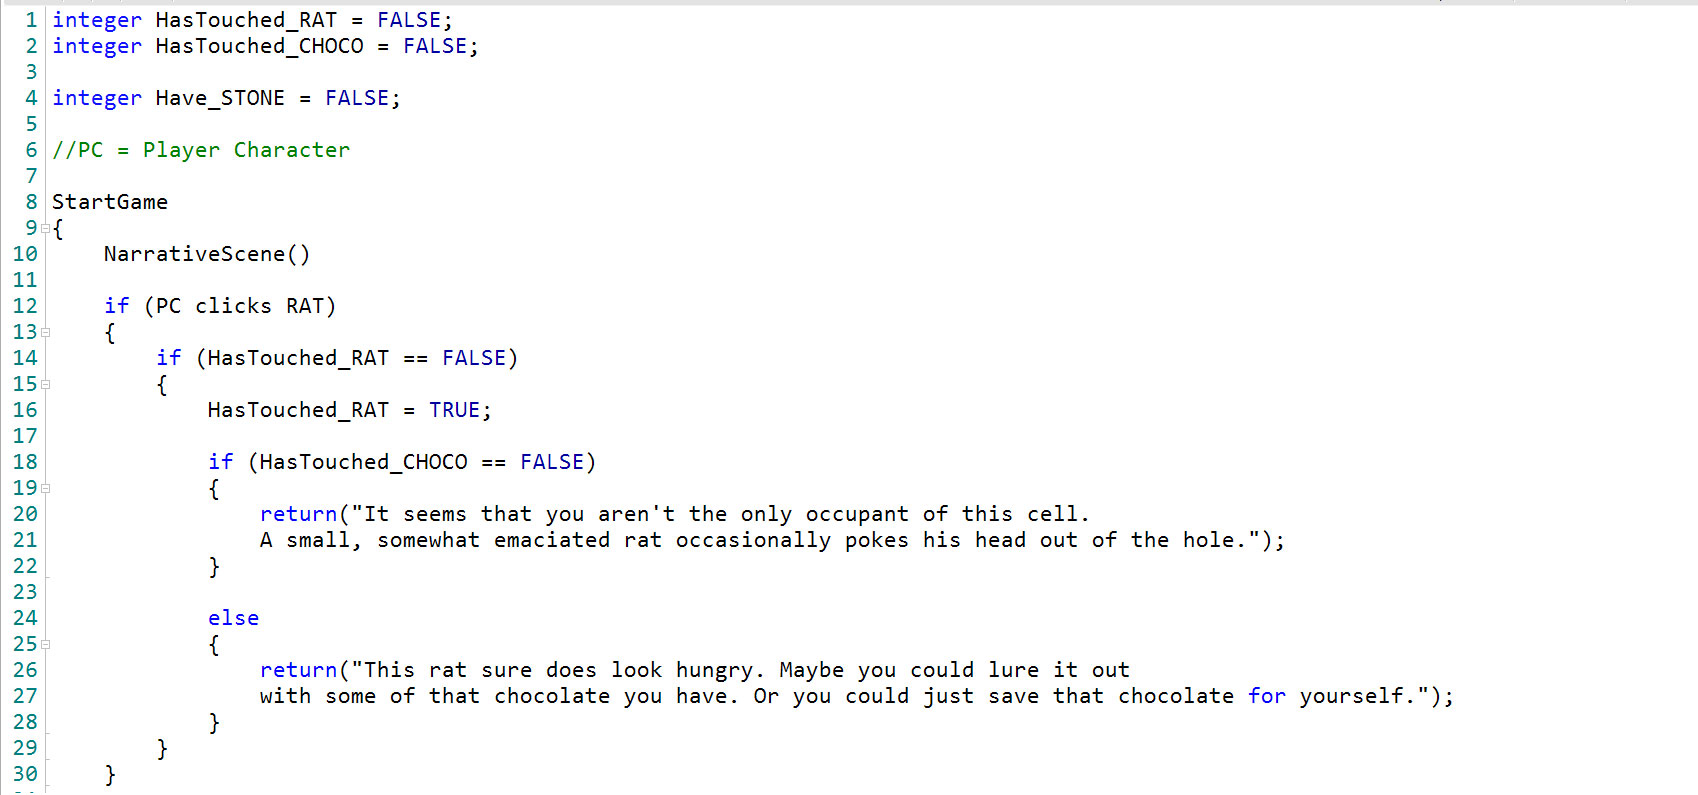 1 integer HasTouched_RAT = FALSE;
2 integer HasTouched_CHOCO = FALSE;
3
4 integer Have_STONE = FALSE;
5
6 //PC = Player Character
7
8 StartGame
9 {
10     NarrativeScene()
11
12     if (PC clicks RAT)
13     {
14         if (HasTouched_RAT == FALSE)
15         {
16             HasTouched_RAT = TRUE;
17
18             if (HasTouched_CHOCO == FALSE)
19             {
20                 return("It seems that you aren't the only occupant of this cell.
21                 A small, somewhat emaciated rat occasionally pokes his head out of the hole.");
22             }
23
24             else
25             {
26                 return("This rat sure does look hungry. Maybe you could lure it out
27                 with some of that chocolate you have. Or you could just save that chocolate for yourself.");
28             }
29         }
30     }